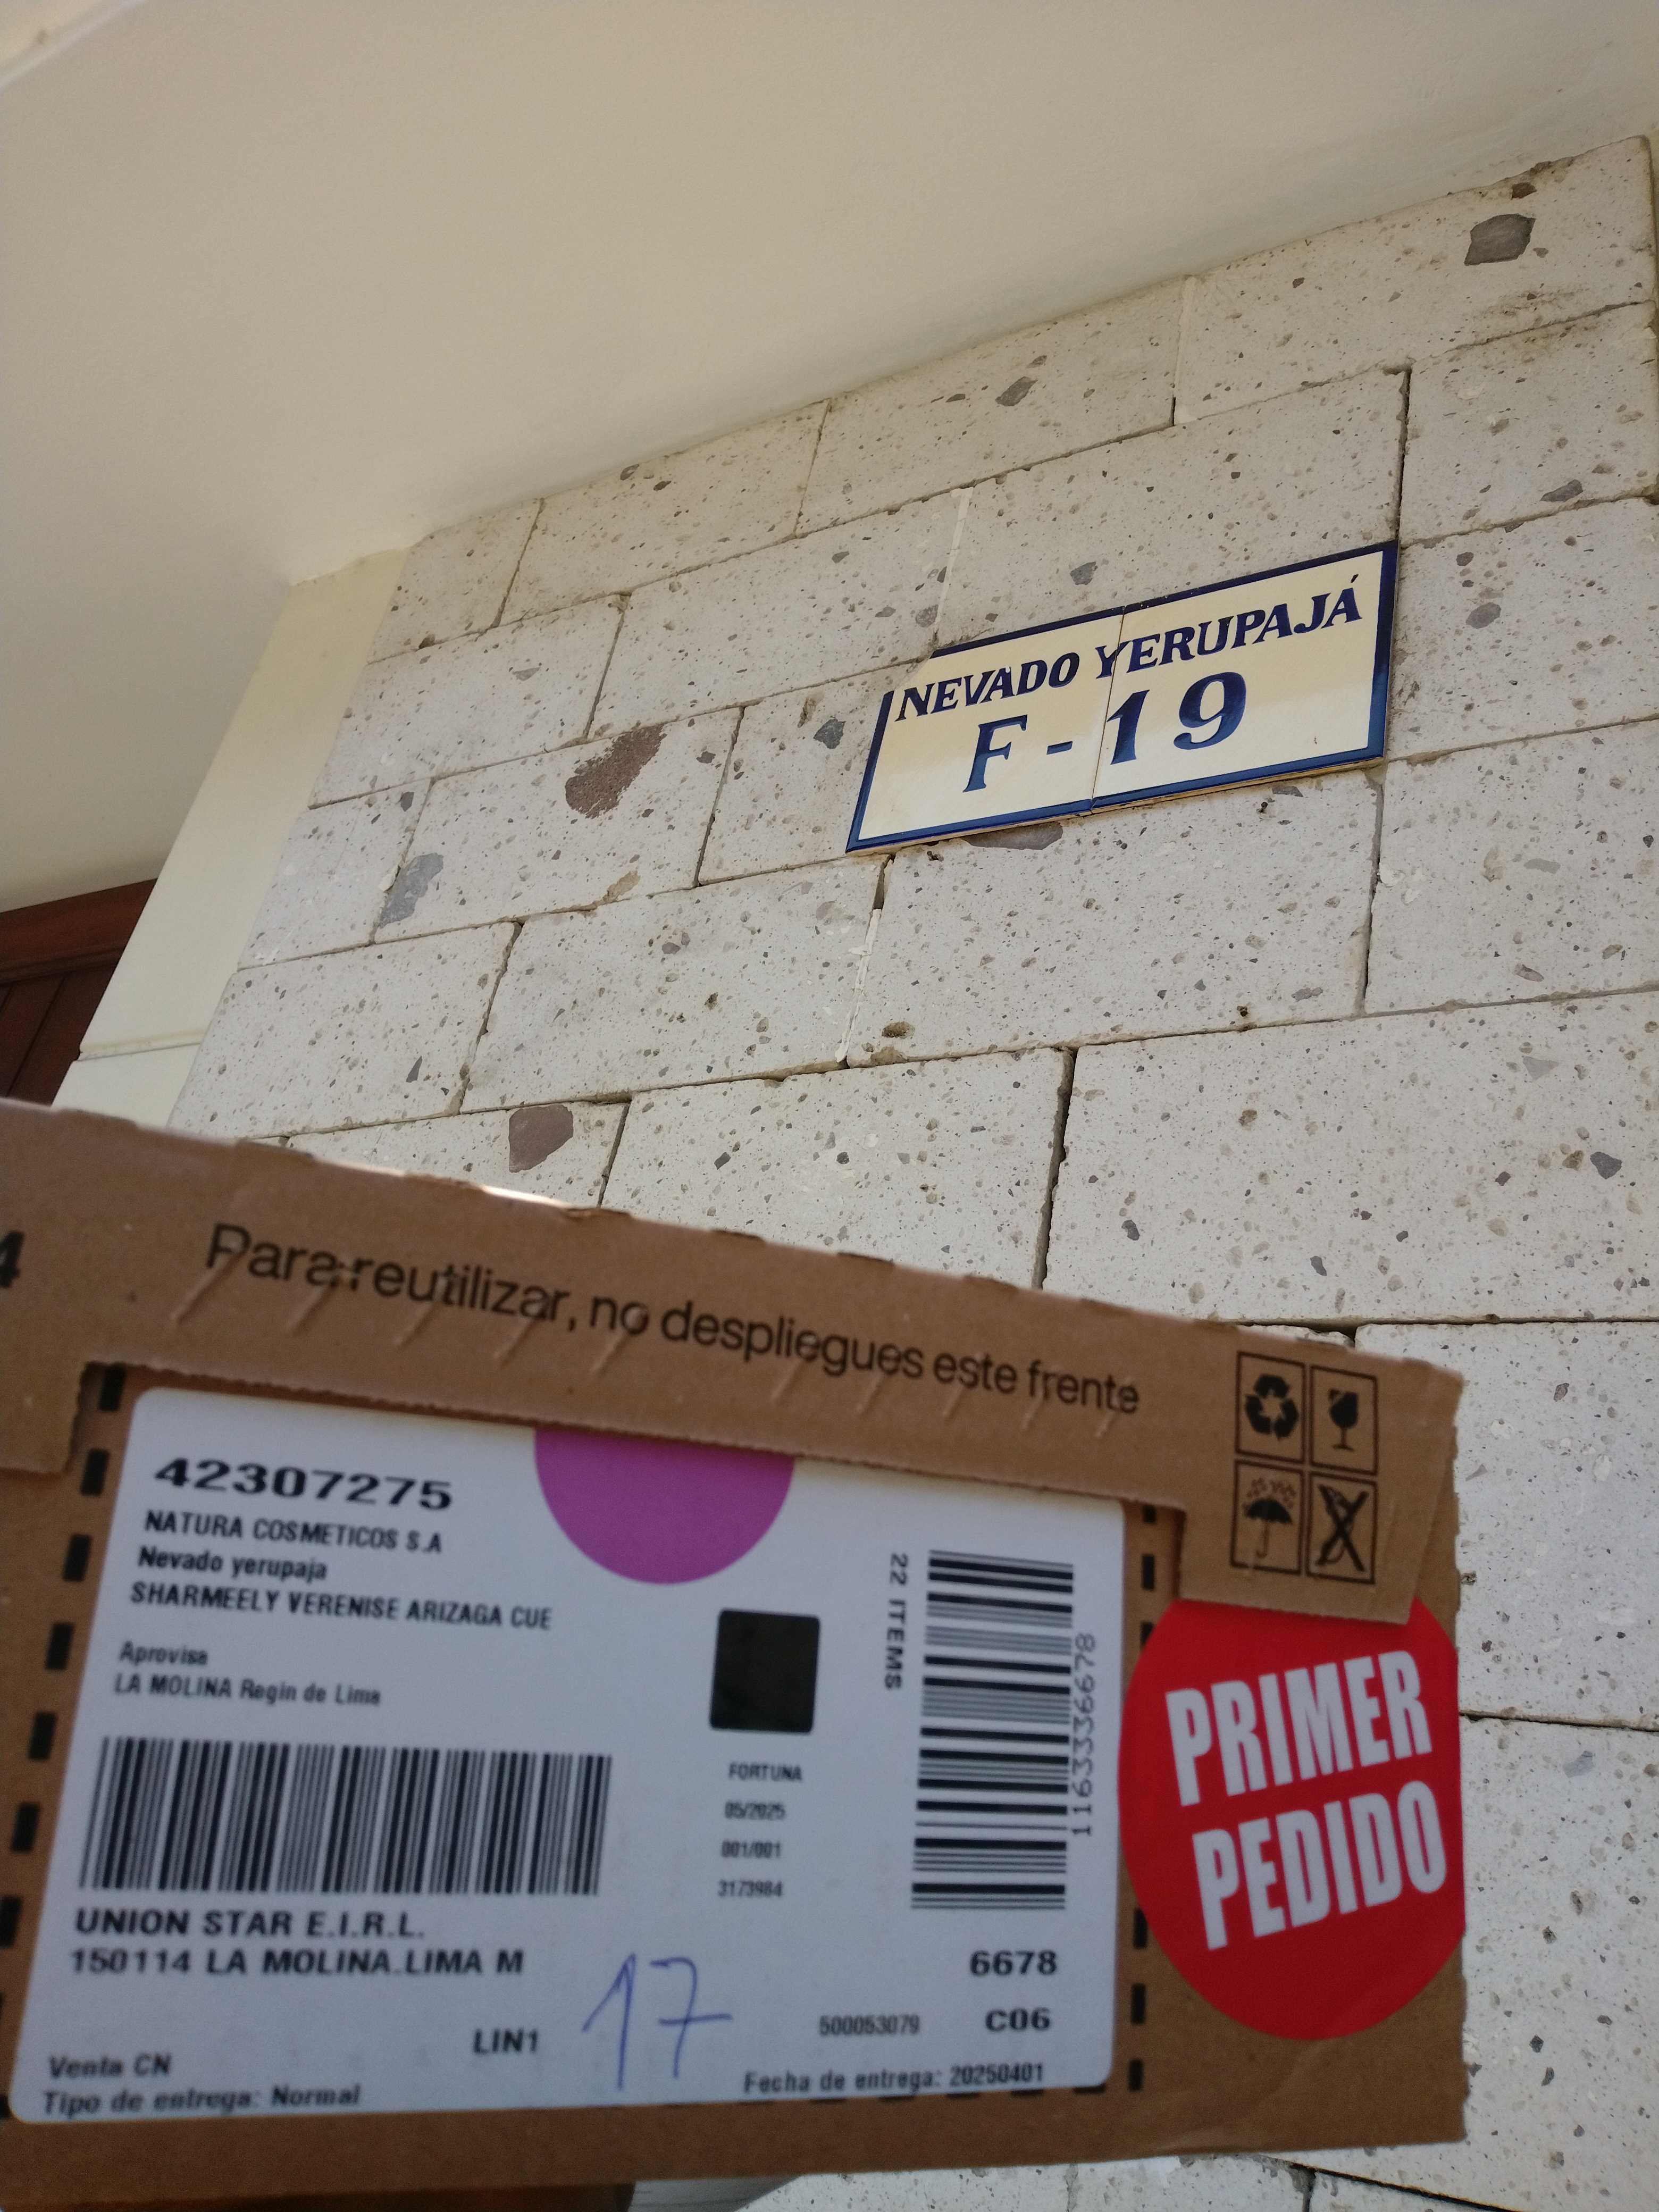 NEVADO YERUPAJÁ
F - 19
4
Para reutilizar, no despliegues este frente
42307275
NATURA COSMETICOS S.A
Nevado yerupaja
SHARMEELY VERENISE ARIZAGA CUE
Aprovisa
LA MOLINA Regin de Lima
22 ITEMS
1163336678
FORTUNA
05/2025
001/001
3173984
UNION STAR E.I.R.L.
150114 LA MOLINA.LIMA M
6678
LIN1
17
500053079
C06
Venta CN
Tipo de entrega: Normal
Fecha de entrega: 20250401
PRIMER
PEDIDO